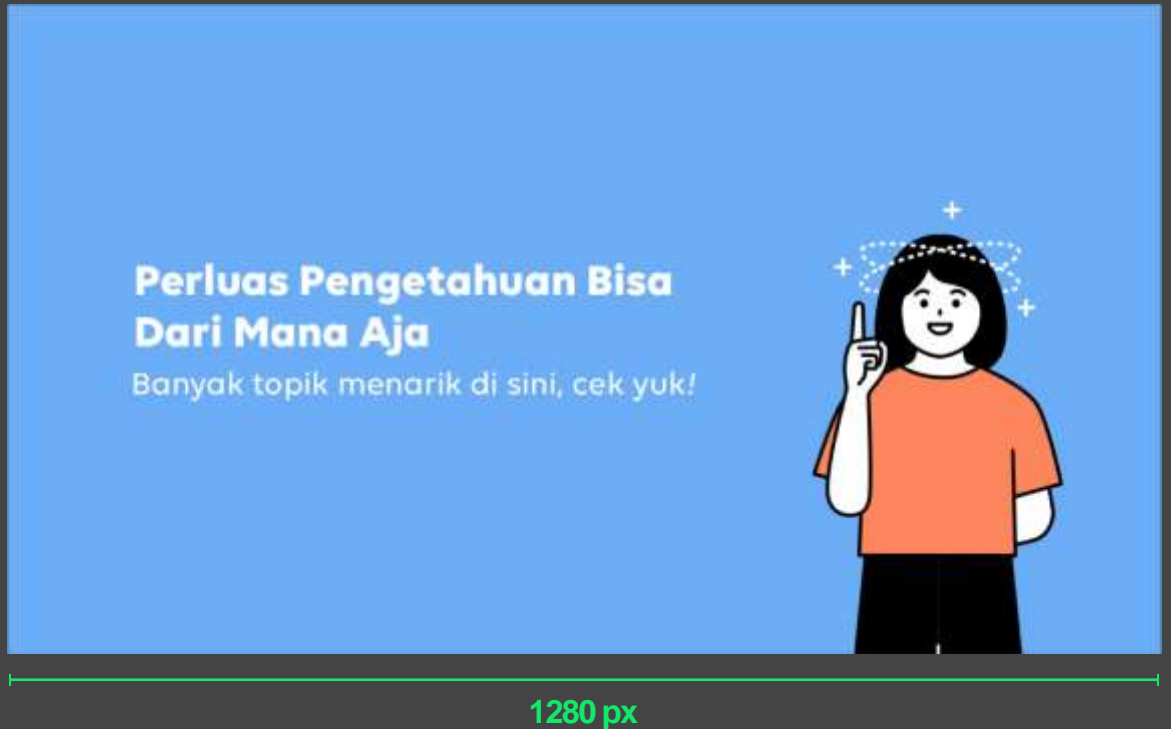 Perluas Pengetahuan Bisa
Dari Mana Aja
Banyak topik menarik di sini, cek yuk!
1280 px